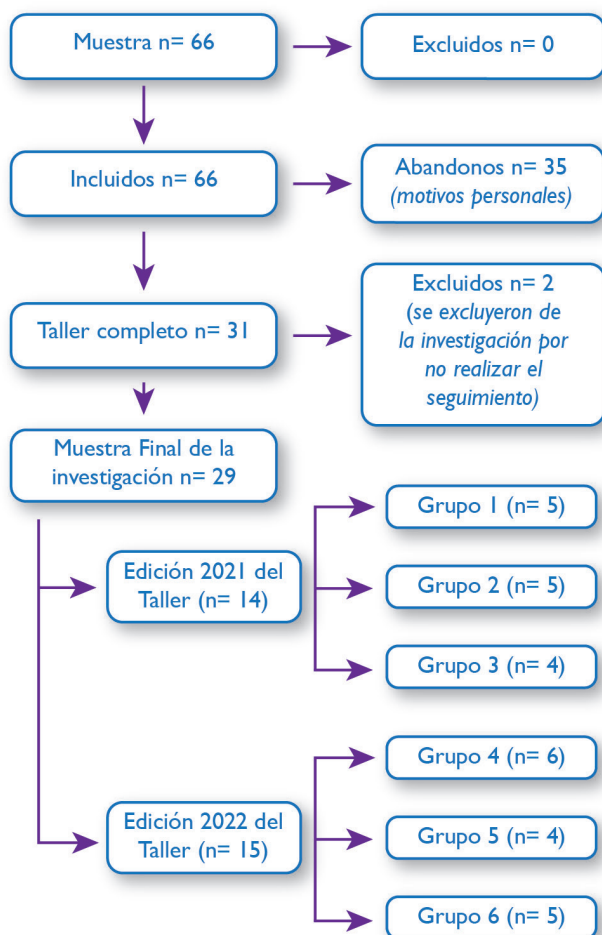 Muestra n= 66
Excluidos n= 0
Incluidos n= 66
Abandonos n= 35
(motivos personales)
Taller completo n= 31
Excluidos n= 2
(se excluyeron de
la investigación por
no realizar el
seguimiento)
Muestra Final de la
investigación n= 29
Edición 2021 del
Taller (n= 14)
Grupo 1 (n= 5)
Grupo 2 (n= 5)
Grupo 3 (n= 4)
Edición 2022 del
Taller (n= 15)
Grupo 4 (n= 6)
Grupo 5 (n= 4)
Grupo 6 (n= 5)